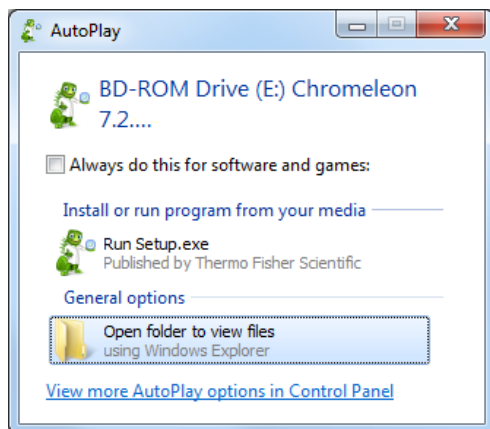 AutoPlay
BD-ROM Drive (E:) Chromeleon
7.2....
Always do this for software and games:
Install or run program from your media
Run Setup.exe
Published by Thermo Fisher Scientific
General options
Open folder to view files
using Windows Explorer
View more AutoPlay options in Control Panel